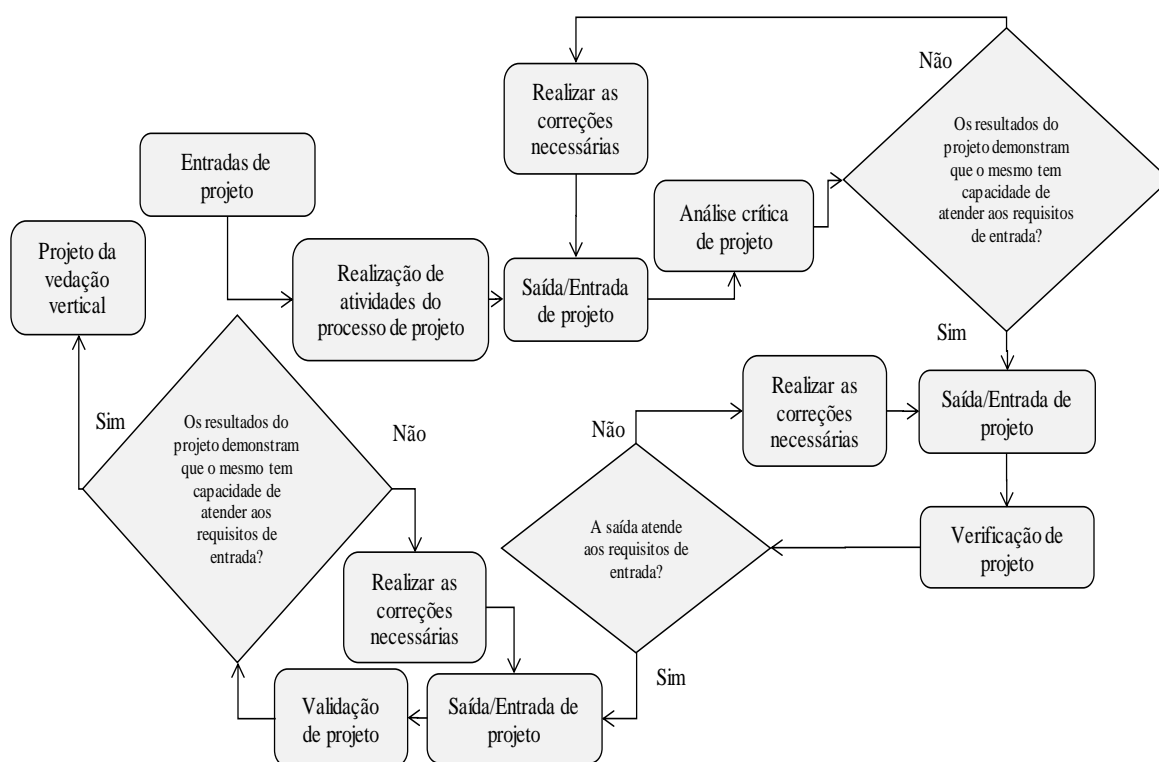 Entradas de
projeto
Realização de
atividades do
processo de projeto
Saída/Entrada
de projeto
Realizar as
correções
necessárias
Análise crítica
de projeto
Não
Os resultados do
projeto demonstram
que o mesmo tem
capacidade de
atender aos requisitos
de entrada?
Sim
Saída/Entrada de
projeto
Realizar as
correções
necessárias
Verificação de
projeto
Não
A saída atende
aos requisitos de
entrada?
Sim
Saída/Entrada de
projeto
Validação
de projeto
Realizar as
correções
necessárias
Não
Os resultados do
projeto demonstram
que o mesmo tem
capacidade de
atender aos
requisitos de
entrada?
Sim
Projeto da
vedação
vertical